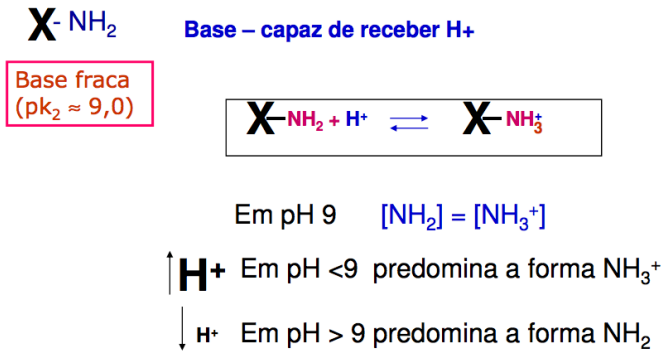 X- NH₂
Base – capaz de receber H+
Base fraca
(pk₂ ≈ 9,0)
X–NH₂ + H⁺ ⇌ X–NH₃⁺
Em pH 9 [NH₂] = [NH₃⁺]
↑ H+ Em pH <9 predomina a forma NH₃⁺
↓ H⁺ Em pH > 9 predomina a forma NH₂